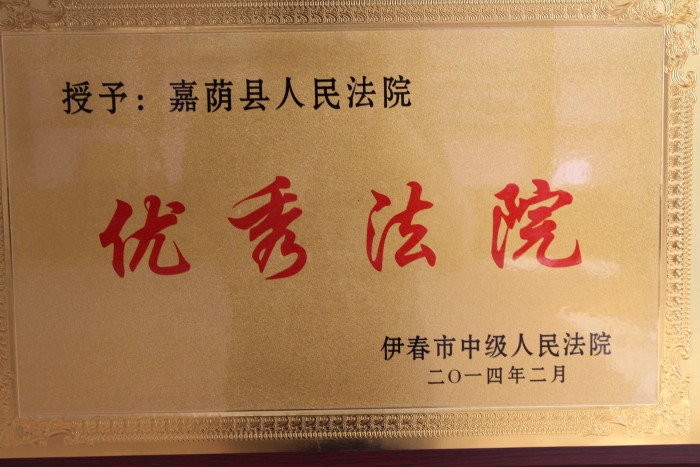 授予：嘉荫县人民法院
优秀法院
伊春市中级人民法院
二〇一四年二月